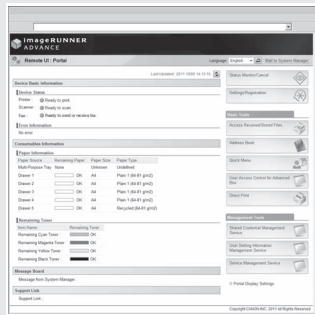 imageRUNNER
ADVANCE
Remote UI : Portal
Language English Mail to System Manager
Last Updated: 2011
Device Basic Information
Device Status
Printer : Ready to print.
Scanner : Ready to scan.
Fax : Ready to send or receive fax.
Error Information
No error.
Consumables Information
Paper Information
Paper Source Remaining Paper Paper Size Paper Type
Multi-Purpose Tray None Unknown Undefined
Drawer 1 OK A4 Plain 1 (64-81 g/m2)
Drawer 2 OK A4 Plain 1 (64-81 g/m2)
Drawer 3 OK A4 Plain 1 (64-81 g/m2)
Drawer 4 OK A4 Plain 1 (64-81 g/m2)
Drawer 5 OK A4 Recycled (64-81 g/m2)
Remaining Toner
Item Name Remaining Toner
Remaining Cyan Toner : OK
Remaining Magenta Toner : OK
Remaining Yellow Toner : OK
Remaining Black Toner : OK
Message Board
Message from System Manager :
Support Link
Support Link :
Status Monitor/Cancel
Settings/Registration
Basic Tools
Access Received/Stored Files
Address Book
Quick Menu
User Access Control for Advanced
Box
Direct Print
Management Tools
Shared Credential Management
Service
User Setting Information
Management Service
Service Management Service
Portal Display Settings
Copyright CANON INC. 2011 All Rights Reserved